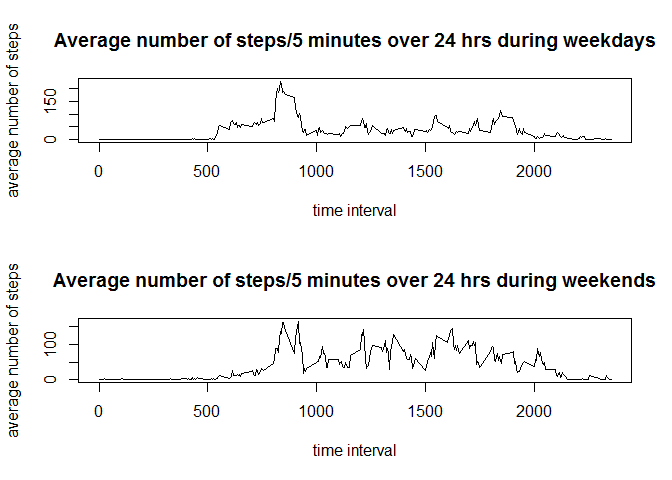 Average number of steps/5 minutes over 24 hrs during weekdays
average number of steps
150
0
0 500 1000 1500 2000
time interval
Average number of steps/5 minutes over 24 hrs during weekends
average number of steps
100
0
0 500 1000 1500 2000
time interval